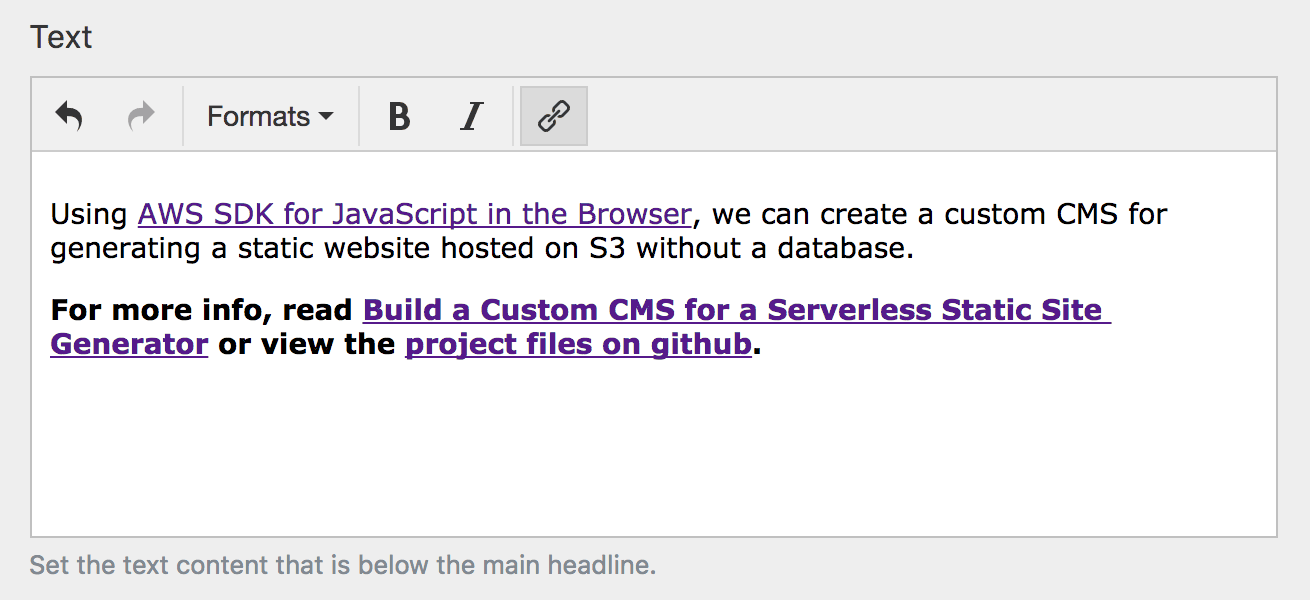 Text
Formats B I
Using AWS SDK for JavaScript in the Browser, we can create a custom CMS for
generating a static website hosted on S3 without a database.
For more info, read Build a Custom CMS for a Serverless Static Site
Generator or view the project files on github.
Set the text content that is below the main headline.